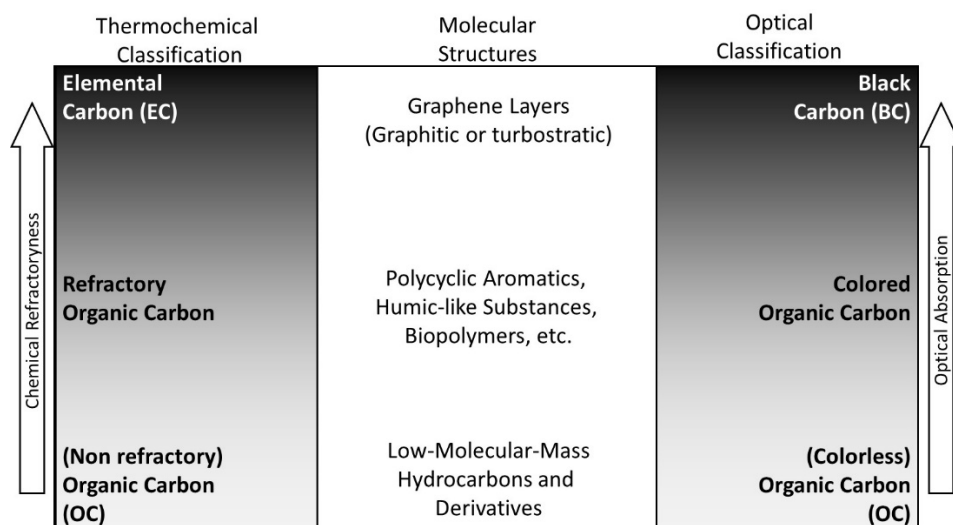 Thermochemical
Classification
Molecular
Structures
Optical
Classification
Elemental
Carbon (EC)
Graphene Layers
(Graphitic or turbostratic)
Black
Carbon (BC)
Chemical Refractoryness
Refractory
Organic Carbon
Polycyclic Aromatics,
Humic-like Substances,
Biopolymers, etc.
Colored
Organic Carbon
Optical Absorption
(Non refractory)
Organic Carbon
(OC)
Low-Molecular-Mass
Hydrocarbons and
Derivatives
(Colorless)
Organic Carbon
(OC)